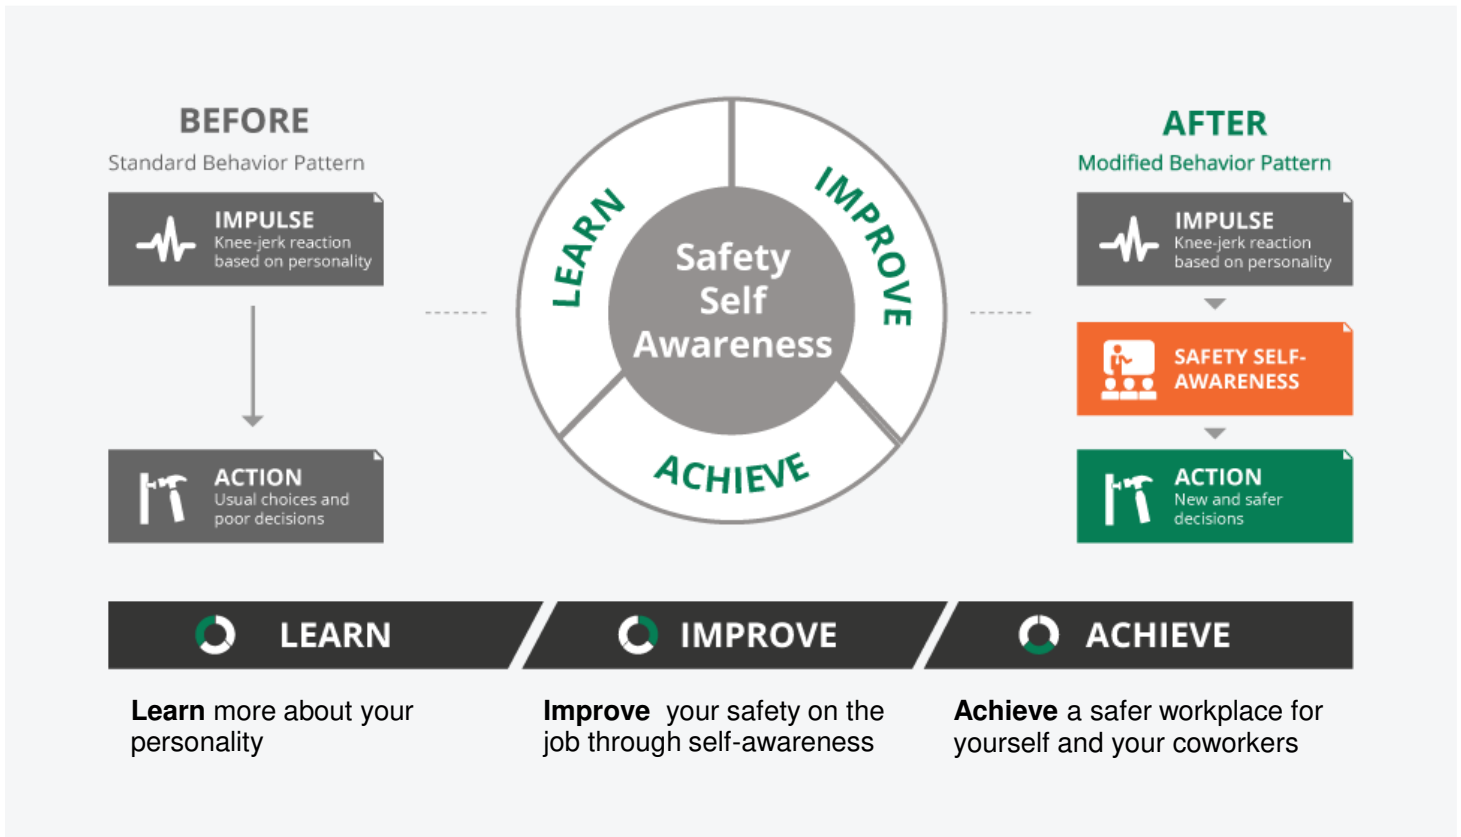 BEFORE
Standard Behavior Pattern
IMPULSE
Knee-jerk reaction
based on personality
ACTION
Usual choices and
poor decisions
LEARN
IMPROVE
ACHIEVE
Safety
Self
Awareness
AFTER
Modified Behavior Pattern
IMPULSE
Knee-jerk reaction
based on personality
SAFETY SELF-
AWARENESS
ACTION
New and safer
decisions
LEARN
Learn more about your
personality
IMPROVE
Improve your safety on the
job through self-awareness
ACHIEVE
Achieve a safer workplace for
yourself and your coworkers